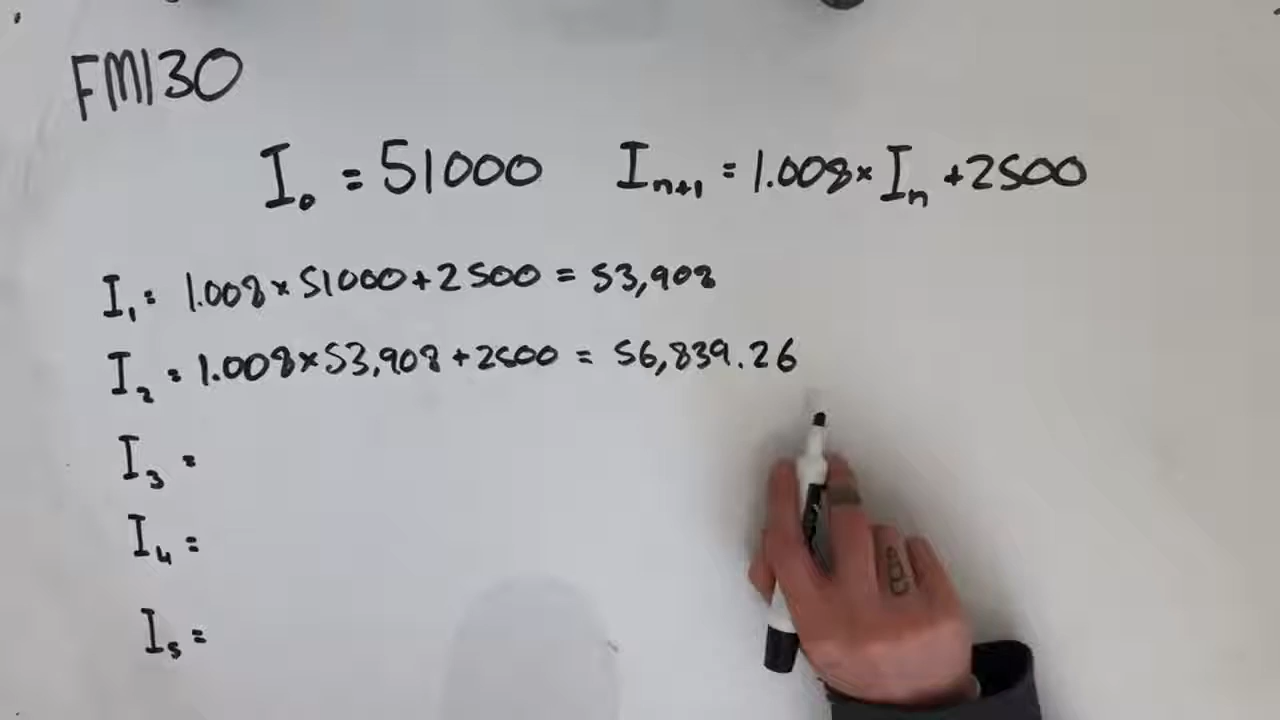 FM130
I₀ = 51000 Iₙ₊₁ = 1.008 × Iₙ + 2500
I₁ = 1.008 × 51000 + 2500 = 53,908
I₂ = 1.008 × 53,908 + 2500 = 56,839.26
I₃ =
I₄ =
I₅ =